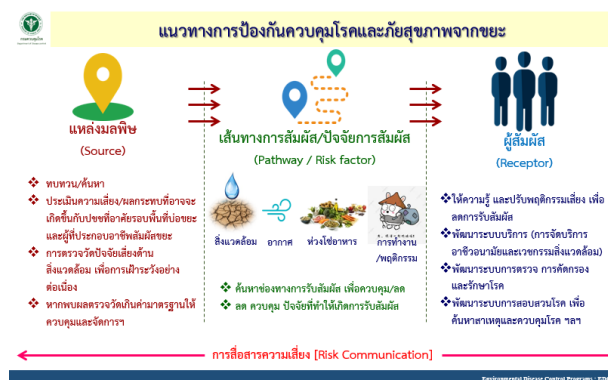 แนวทางการป้องกันควบคุมโรคและภัยสุขภาพจากขยะ
แหล่งมลพิษ
(Source)
❖ ทบทวน/ค้นหา
❖ ประเมินความเสี่ยง/ผลกระทบที่อาจจะ
เกิดขึ้นกับปชชที่อาศัยรอบพื้นที่บ่อขยะ
และผู้ที่ประกอบอาชีพสัมผัสขยะ
❖ การตรวจวัดปัจจัยเสี่ยงด้าน
สิ่งแวดล้อม เพื่อการเฝ้าระวังอย่าง
ต่อเนื่อง
❖ หากพบผลตรวจวัดเกินค่ามาตรฐานให้
ควบคุมและจัดการฯ
เส้นทางการสัมผัส/ปัจจัยการสัมผัส
(Pathway / Risk factor)
สิ่งแวดล้อม อากาศ ห่วงโซ่อาหาร การทำงาน
/พฤติกรรม
❖ ค้นหาช่องทางการรับสัมผัส เพื่อควบคุม/ลด
❖ ลด ควบคุม ปัจจัยที่ทำให้เกิดการรับสัมผัส
ผู้สัมผัส
(Receptor)
❖ให้ความรู้ และปรับพฤติกรรมเสี่ยง เพื่อ
ลดการรับสัมผัส
❖พัฒนาระบบบริการ (การจัดบริการ
อาชีวอนามัยและเวชกรรมสิ่งแวดล้อม)
❖พัฒนาระบบการตรวจ การคัดกรอง
และรักษาโรค
❖พัฒนาระบบการสอบสวนโรค เพื่อ
ค้นหาสาเหตุและควบคุมโรค ฯลฯ
การสื่อสารความเสี่ยง [Risk Communication]